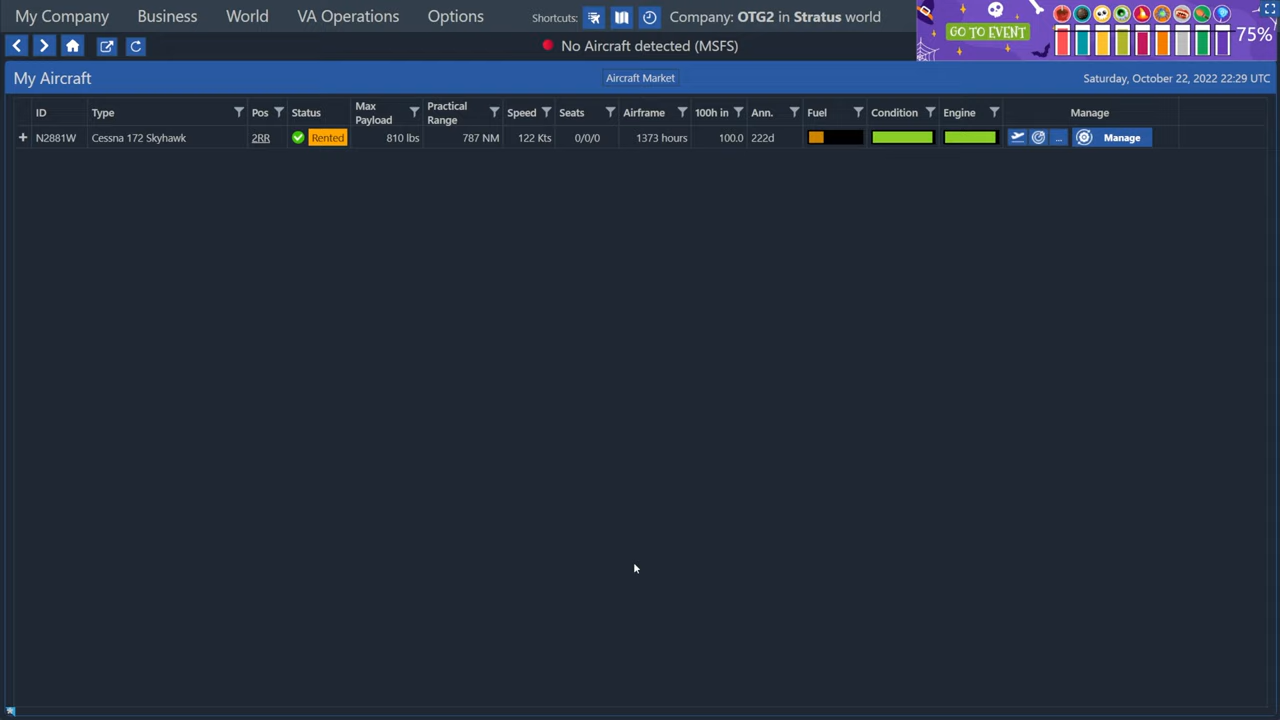 My Company Business World VA Operations Options Shortcuts: Company: OTG2 in Stratus world
GO TO EVENT 75%
No Aircraft detected (MSFS)
My Aircraft Aircraft Market Saturday, October 22, 2022 22:29 UTC
ID Type Pos Status Max Payload Practical Range Speed Seats Airframe 100h in Ann. Fuel Condition Engine Manage
+ N2881W Cessna 172 Skyhawk 2RR Rented 810 lbs 787 NM 122 Kts 0/0/0 1373 hours 100.0 222d ... Manage